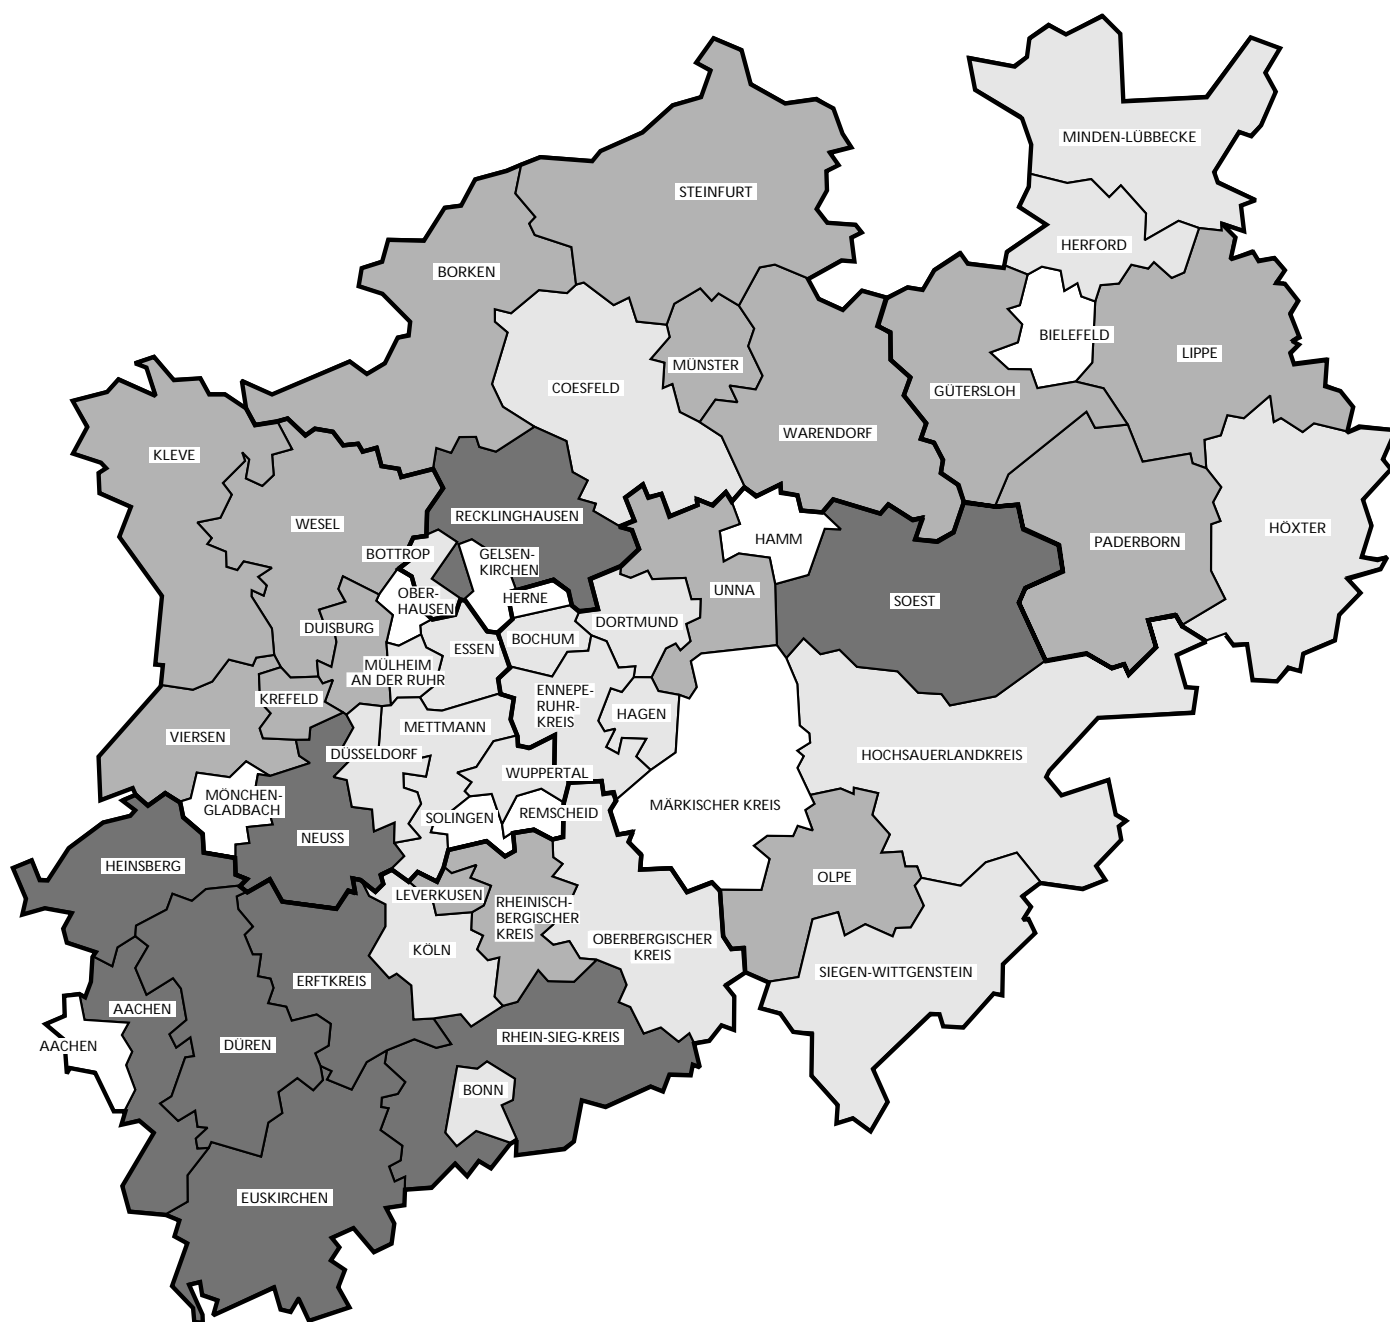 MINDEN-LÜBBECKE
STEINFURT
HERFORD
BORKEN
BIELEFELD
LIPPE
MÜNSTER
COESFELD
GÜTERSLOH
WARENDORF
KLEVE
RECKLINGHAUSEN
WESEL
HÖXTER
HAMM
PADERBORN
BOTTROP
GELSEN-
KIRCHEN
UNNA
OBER-
HAUSEN
HERNE
SOEST
DUISBURG
DORTMUND
BOCHUM
ESSEN
MÜLHEIM
AN DER RUHR
KREFELD
ENNEPE-
RUHR-
KREIS
HAGEN
METTMANN
VIERSEN
DÜSSELDORF
HOCHSAUERLANDKREIS
WUPPERTAL
MÖNCHEN-
GLADBACH
MÄRKISCHER KREIS
SOLINGEN
REMSCHEID
NEUSS
HEINSBERG
OLPE
LEVERKUSEN
RHEINISCH-
BERGISCHER
KREIS
KÖLN
OBERBERGISCHER
KREIS
SIEGEN-WITTGENSTEIN
ERFTKREIS
AACHEN
RHEIN-SIEG-KREIS
AACHEN
DÜREN
BONN
EUSKIRCHEN